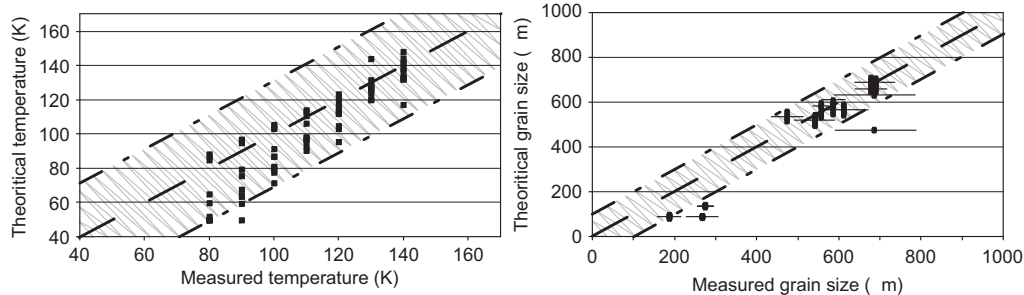 Theoritical temperature (K)
160
140
120
100
80
60
40
40 60 80 100 120 140 160
Measured temperature (K)
Theoritical grain size ( m)
1000
800
600
400
200
0
0 200 400 600 800 1000
Measured grain size ( m)